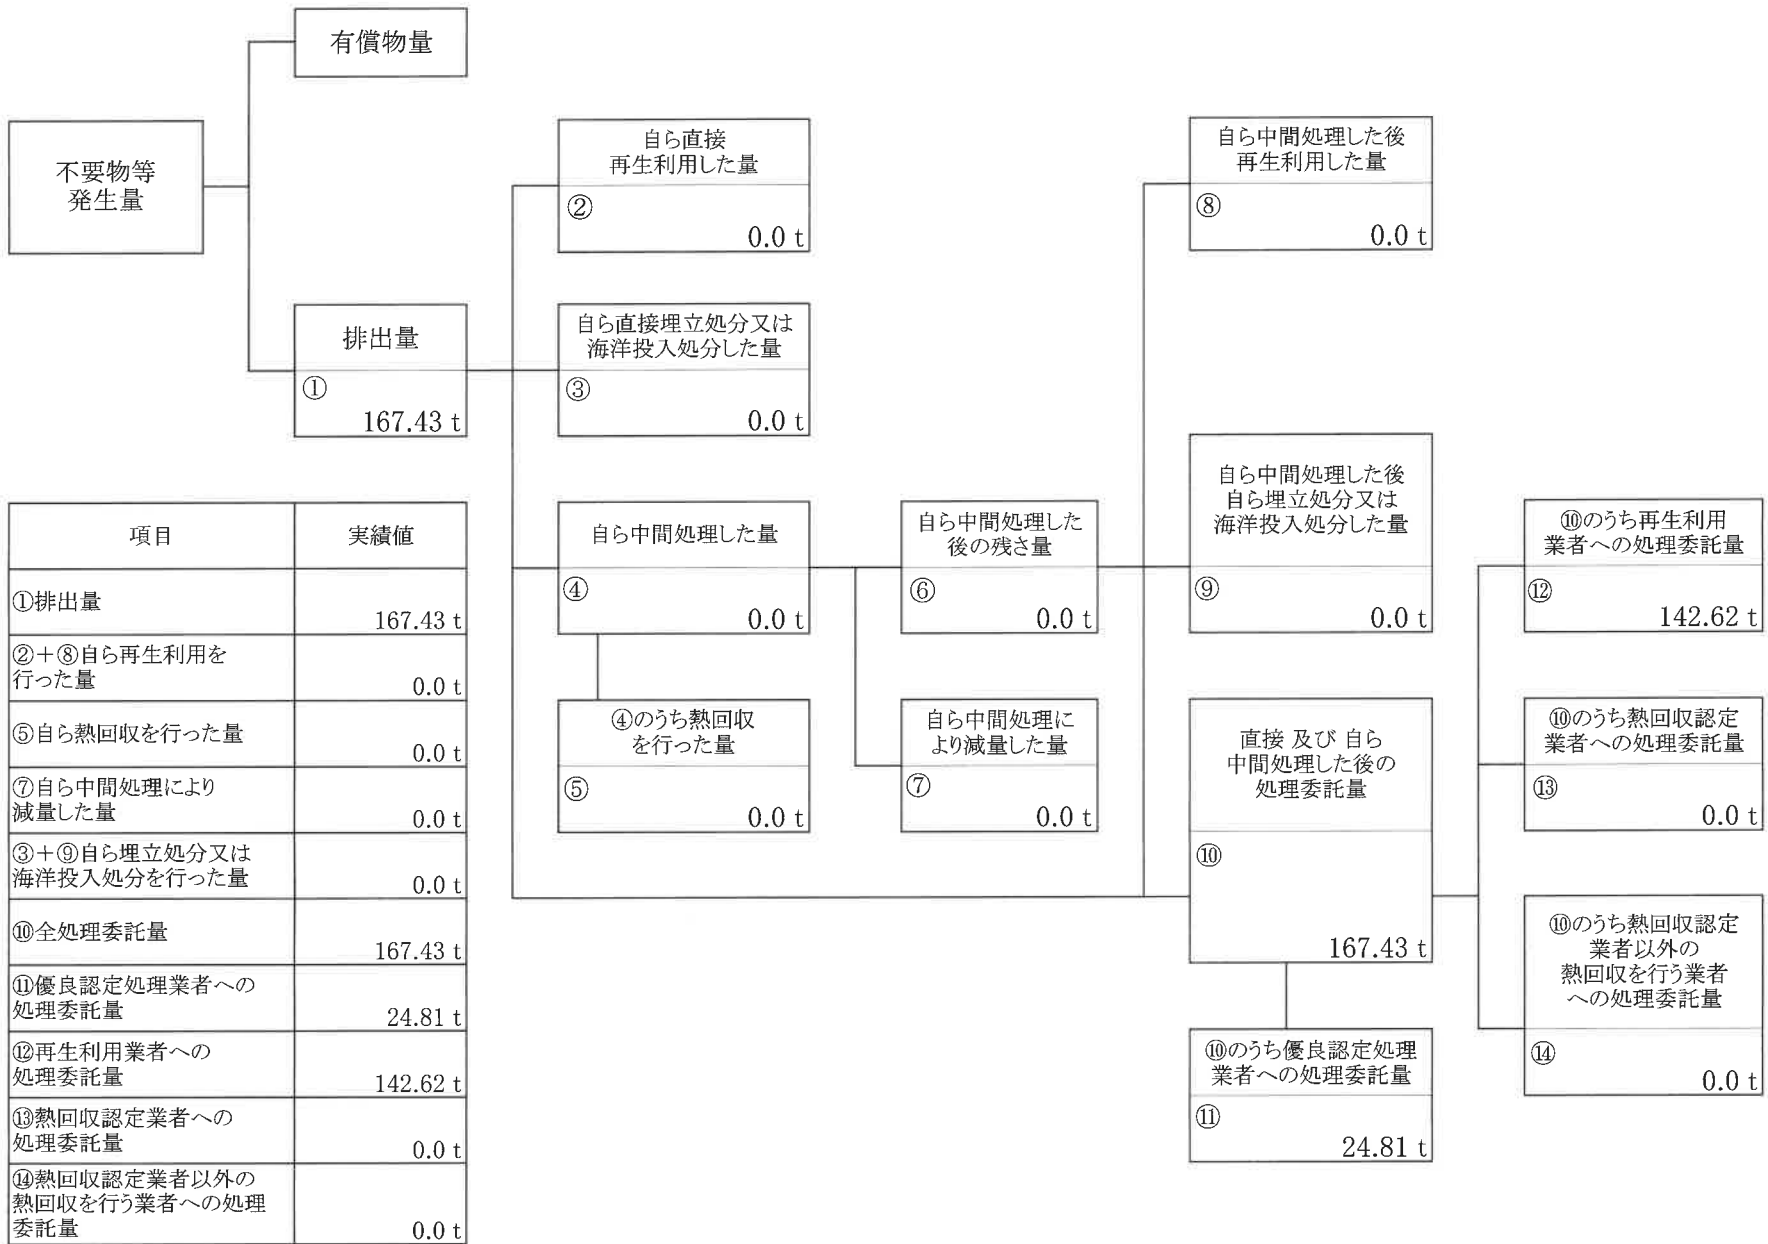 有償物量
不要物等
発生量
排出量
①
167.43 t
自ら直接
再生利用した量
②
0.0 t
自ら直接埋立処分又は
海洋投入処分した量
③
0.0 t
自ら中間処理した量
④
0.0 t
④のうち熱回収
を行った量
⑤
0.0 t
自ら中間処理した
後の残さ量
⑥
0.0 t
自ら中間処理に
より減量した量
⑦
0.0 t
自ら中間処理した後
再生利用した量
⑧
0.0 t
自ら中間処理した後
自ら埋立処分又は
海洋投入処分した量
⑨
0.0 t
直接 及び 自ら
中間処理した後の
処理委託量
⑩
167.43 t
⑩のうち優良認定処理
業者への処理委託量
⑪
24.81 t
⑩のうち再生利用
業者への処理委託量
⑫
142.62 t
⑩のうち熱回収認定
業者への処理委託量
⑬
0.0 t
⑩のうち熱回収認定
業者以外の
熱回収を行う業者
への処理委託量
⑭
0.0 t
項目 実績値
①排出量
167.43 t
②＋⑧自ら再生利用を
行った量
0.0 t
⑤自ら熱回収を行った量
0.0 t
⑦自ら中間処理により
減量した量
0.0 t
③＋⑨自ら埋立処分又は
海洋投入処分を行った量
0.0 t
⑩全処理委託量
167.43 t
⑪優良認定処理業者への
処理委託量
24.81 t
⑫再生利用業者への
処理委託量
142.62 t
⑬熱回収認定業者への
処理委託量
0.0 t
⑭熱回収認定業者以外の
熱回収を行う業者への処理
委託量
0.0 t